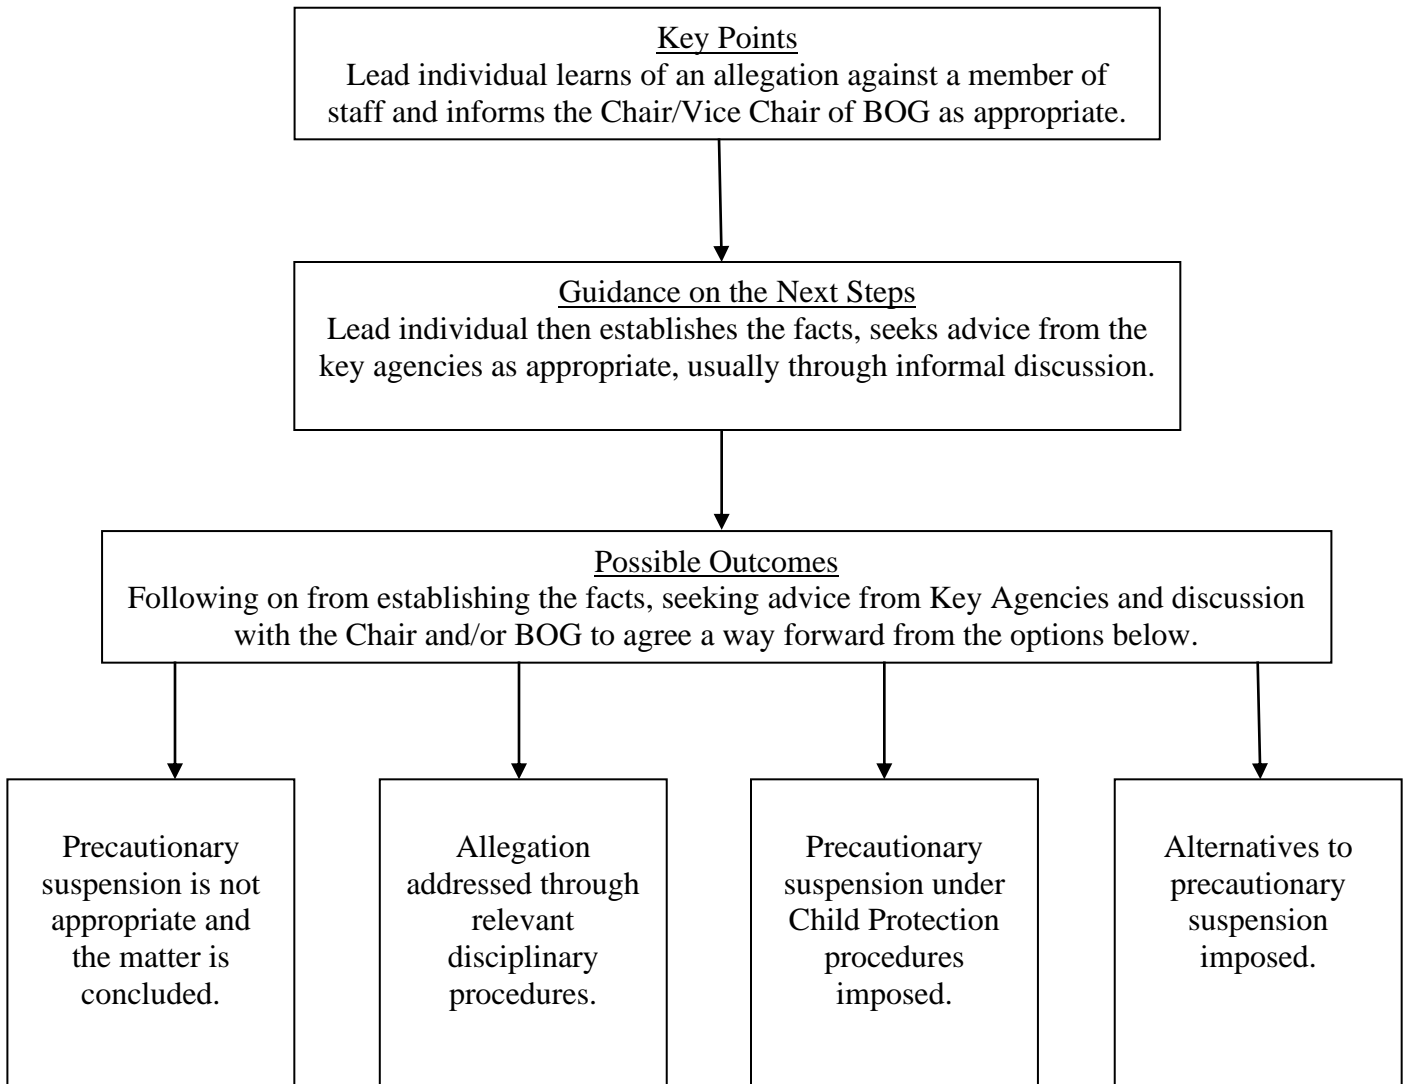 Key Points
Lead individual learns of an allegation against a member of
staff and informs the Chair/Vice Chair of BOG as appropriate.
Guidance on the Next Steps
Lead individual then establishes the facts, seeks advice from the
key agencies as appropriate, usually through informal discussion.
Possible Outcomes
Following on from establishing the facts, seeking advice from Key Agencies and discussion
with the Chair and/or BOG to agree a way forward from the options below.
Precautionary
suspension is not
appropriate and
the matter is
concluded.
Allegation
addressed through
relevant
disciplinary
procedures.
Precautionary
suspension under
Child Protection
procedures
imposed.
Alternatives to
precautionary
suspension
imposed.